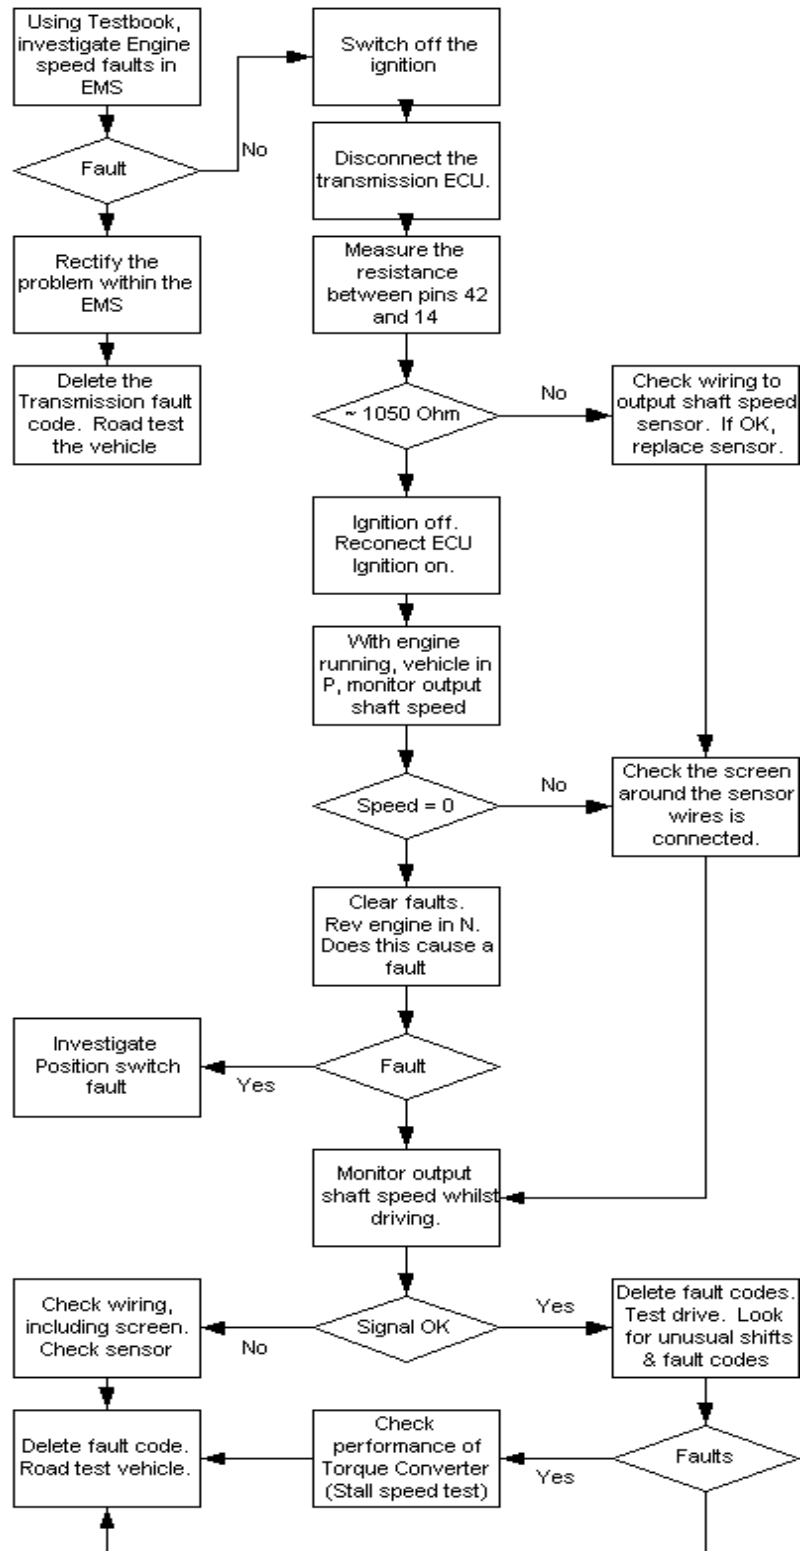 Using Testbook,
investigate Engine
speed faults in
EMS
Fault
No
Rectify the
problem within the
EMS
Delete the
Transmission fault
code. Road test
the vehicle
Switch off the
ignition
Disconnect the
transmission ECU.
Measure the
resistance
between pins 42
and 14
~ 1050 Ohm
No
Check wiring to
output shaft speed
sensor. If OK,
replace sensor.
Ignition off.
Reconect ECU
Ignition on.
With engine
running, vehicle in
P, monitor output
shaft speed
Speed = 0
No
Check the screen
around the sensor
wires is
connected.
Clear faults.
Rev engine in N.
Does this cause a
fault
Fault
Yes
Investigate
Position switch
fault
Monitor output
shaft speed whilst
driving.
Signal OK
No
Check wiring,
including screen.
Check sensor
Yes
Delete fault codes.
Test drive. Look
for unusual shifts
& fault codes
Faults
Yes
Check
performance of
Torque Converter
(Stall speed test)
Delete fault code.
Road test vehicle.